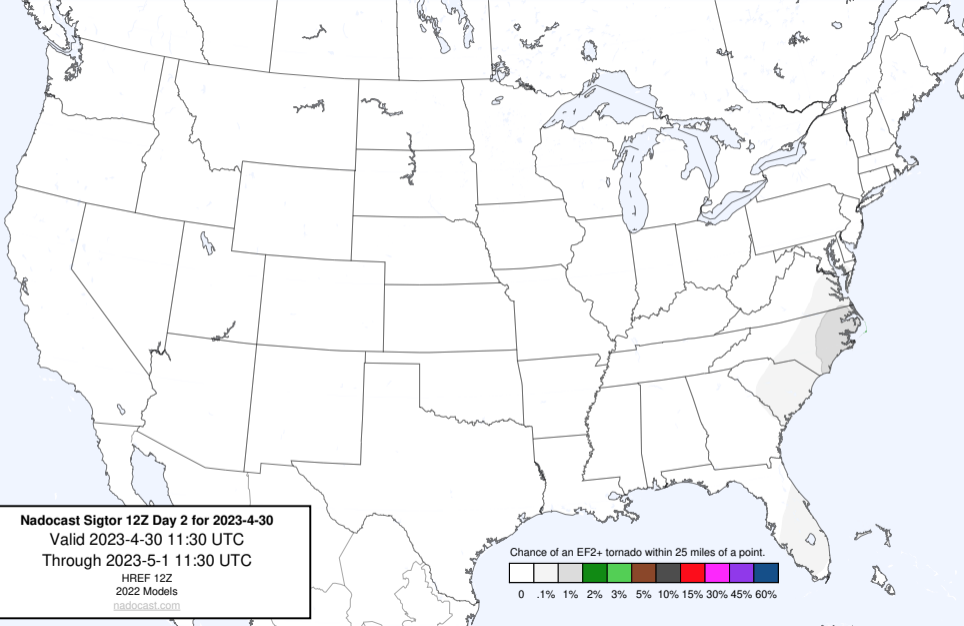 Nadocast Sigtor 12Z Day 2 for 2023-4-30
Valid 2023-4-30 11:30 UTC
Through 2023-5-1 11:30 UTC
HREF 12Z
2022 Models
nadocast.com
Chance of an EF2+ tornado within 25 miles of a point.
0 .1% 1% 2% 3% 5% 10% 15% 30% 45% 60%